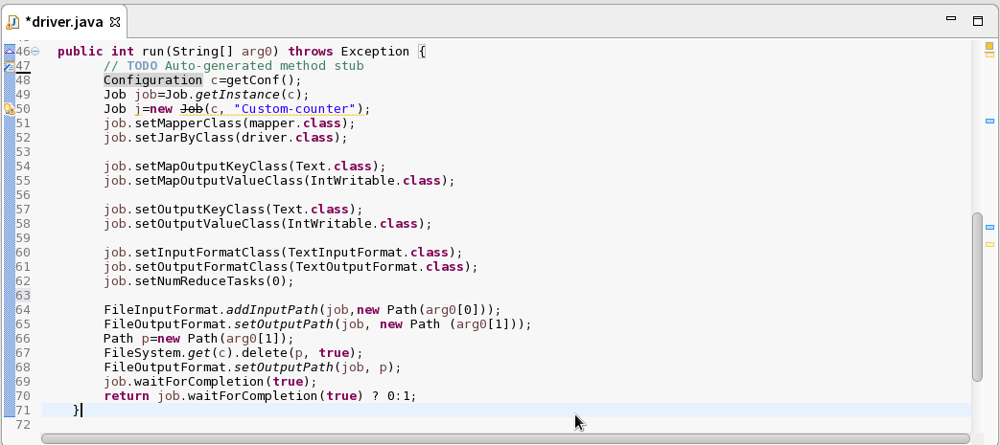 *driver.java
46 public int run(String[] arg0) throws Exception {
47 // TODO Auto-generated method stub
48 Configuration c=getConf();
49 Job job=Job.getInstance(c);
50 Job j=new Job(c, "Custom-counter");
51 job.setMapperClass(mapper.class);
52 job.setJarByClass(driver.class);
53
54 job.setMapOutputKeyClass(Text.class);
55 job.setMapOutputValueClass(IntWritable.class);
56
57 job.setOutputKeyClass(Text.class);
58 job.setOutputValueClass(IntWritable.class);
59
60 job.setInputFormatClass(TextInputFormat.class);
61 job.setOutputFormatClass(TextOutputFormat.class);
62 job.setNumReduceTasks(0);
63
64 FileInputFormat.addInputPath(job,new Path(arg0[0]));
65 FileOutputFormat.setOutputPath(job, new Path (arg0[1]));
66 Path p=new Path(arg0[1]);
67 FileSystem.get(c).delete(p, true);
68 FileOutputFormat.setOutputPath(job, p);
69 job.waitForCompletion(true);
70 return job.waitForCompletion(true) ? 0:1;
71 }
72